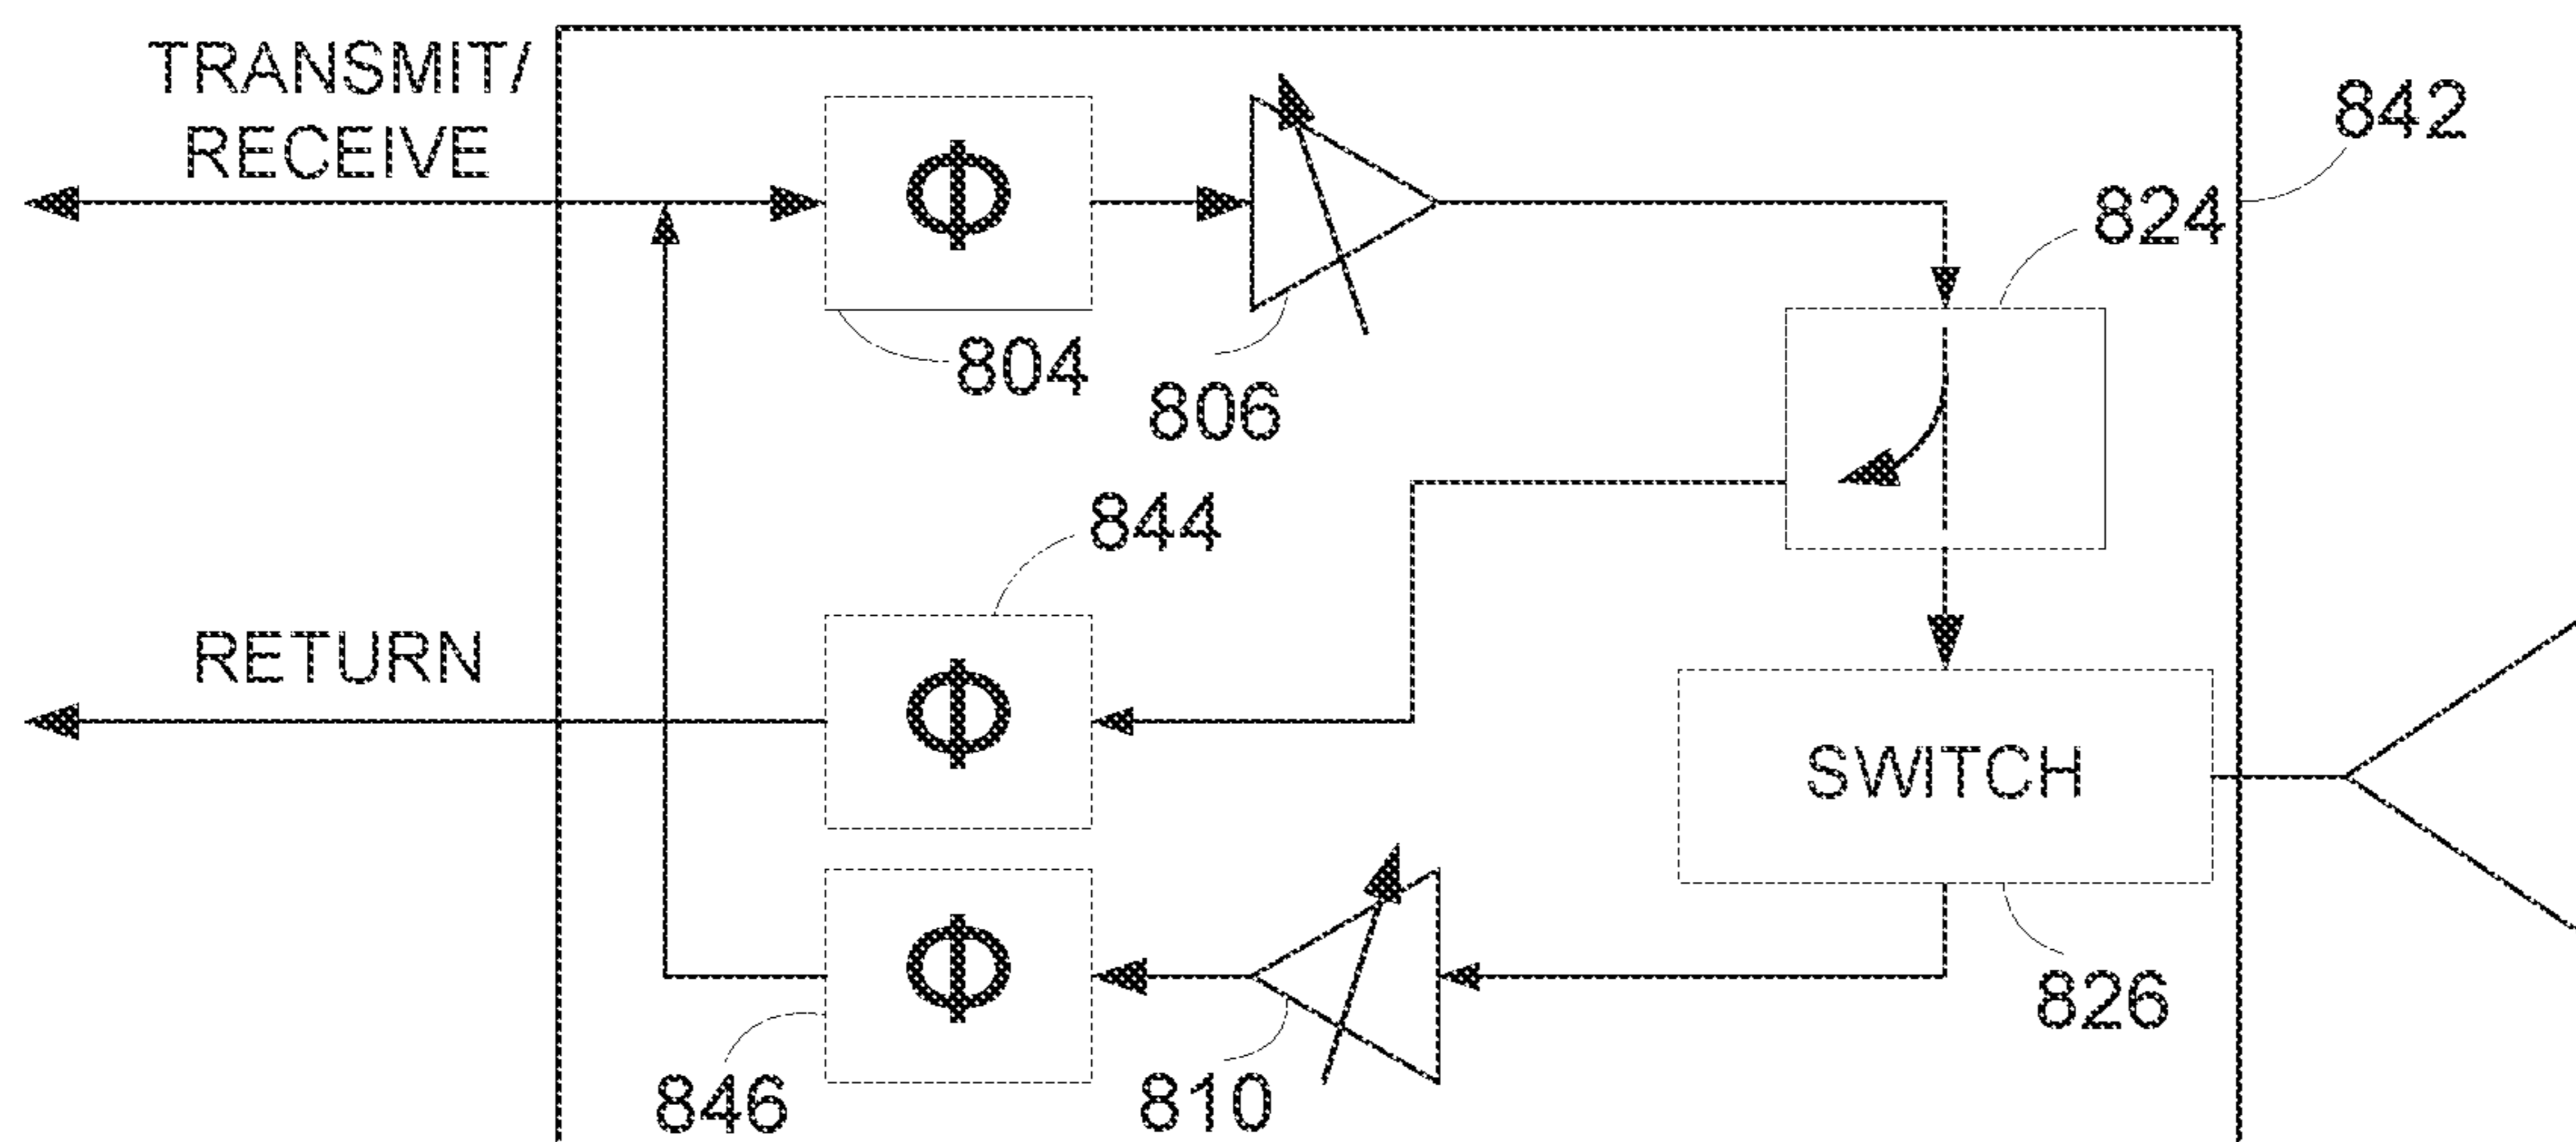 TRANSMIT/
RECEIVE
842
Φ
824
804
806
844
RETURN
Φ
SWITCH
Φ
826
846
810